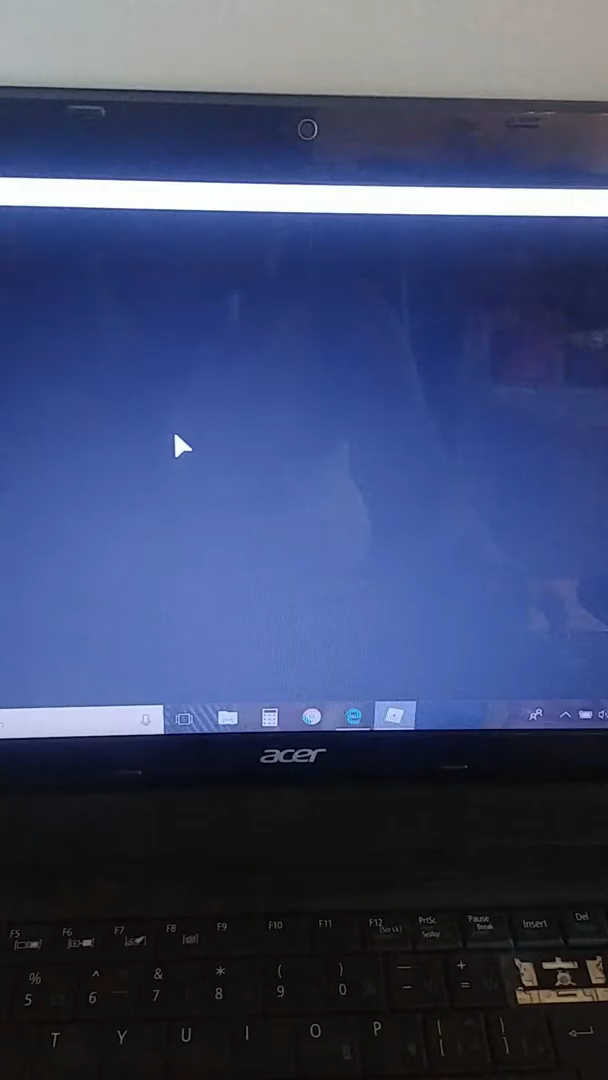 acer
F5 F6 F7 F8 F9 F10 F11 F12 PrtSc Pause Insert Del
SysRq Break
% ^ & * ( ) — +
5 6 7 8 9 0 - =
T Y U I O P [ ]